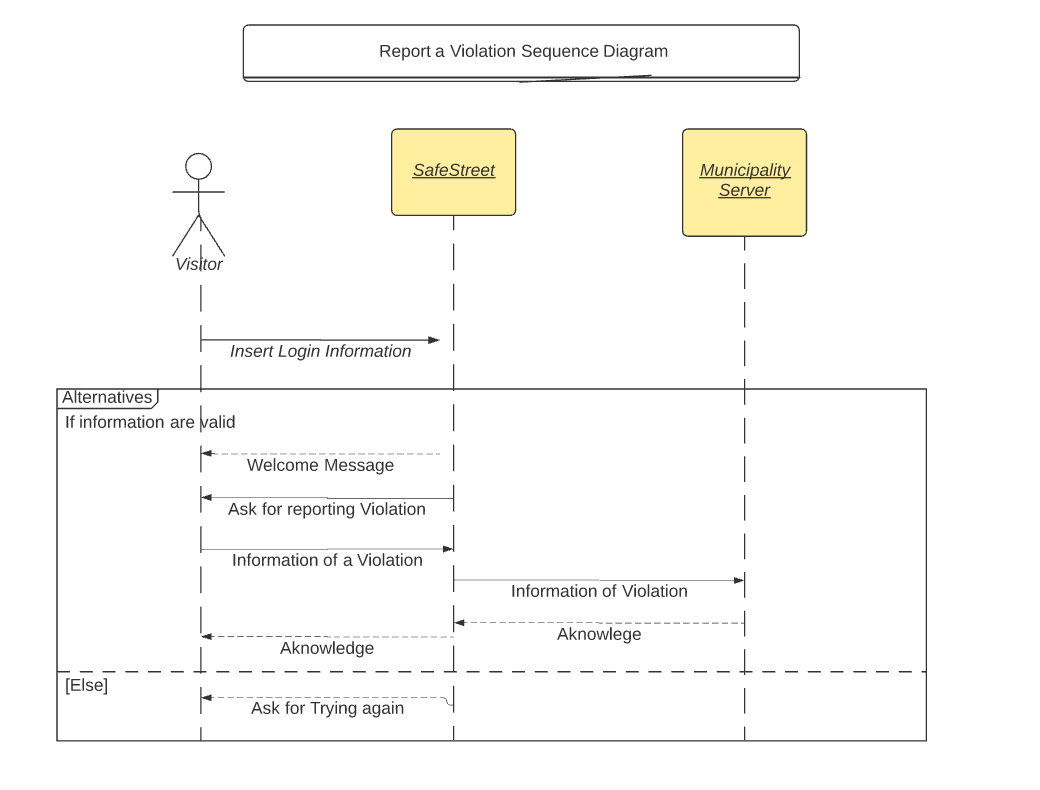 Report a Violation Sequence Diagram
SafeStreet
Municipality
Server
Visitor
Insert Login Information
Alternatives
If information are valid
Welcome Message
Ask for reporting Violation
Information of a Violation
Information of Violation
Aknowlege
Aknowledge
[Else]
Ask for Trying again